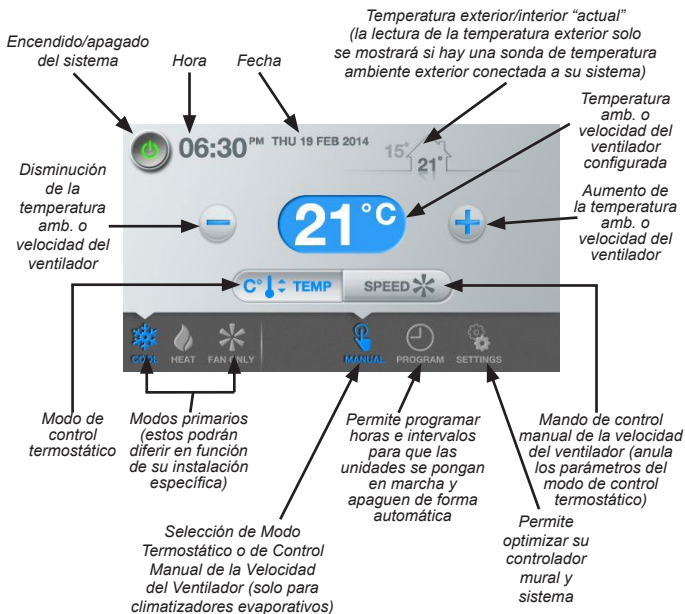 Temperatura exterior/interior “actual”
(la lectura de la temperatura exterior solo
se mostrará si hay una sonda de temperatura
ambiente exterior conectada a su sistema)
Encendido/apagado
del sistema
Hora
Fecha
Temperatura
amb. o
velocidad del
ventilador
configurada
06:30 PM THU 19 FEB 2014
15°
21°
Disminución
de la
temperatura
amb. o
velocidad del
ventilador
21°C
Aumento de
la temperatura
amb. o
velocidad del
ventilador
C° TEMP
SPEED
COOL
HEAT
FAN ONLY
MANUAL
PROGRAM
SETTINGS
Modo de
control
termostático
Modos primarios
(estos podrán
diferir en función
de su instalación
específica)
Permite programar
horas e intervalos
para que las
unidades se pongan
en marcha y
apaguen de forma
automática
Mando de control
manual de la velocidad
del ventilador (anula
los parámetros del
modo de control
termostático)
Selección de Modo
Termostático o de Control
Manual de la Velocidad
del Ventilador (solo para
climatizadores evaporativos)
Permite
optimizar su
controlador
mural y
sistema